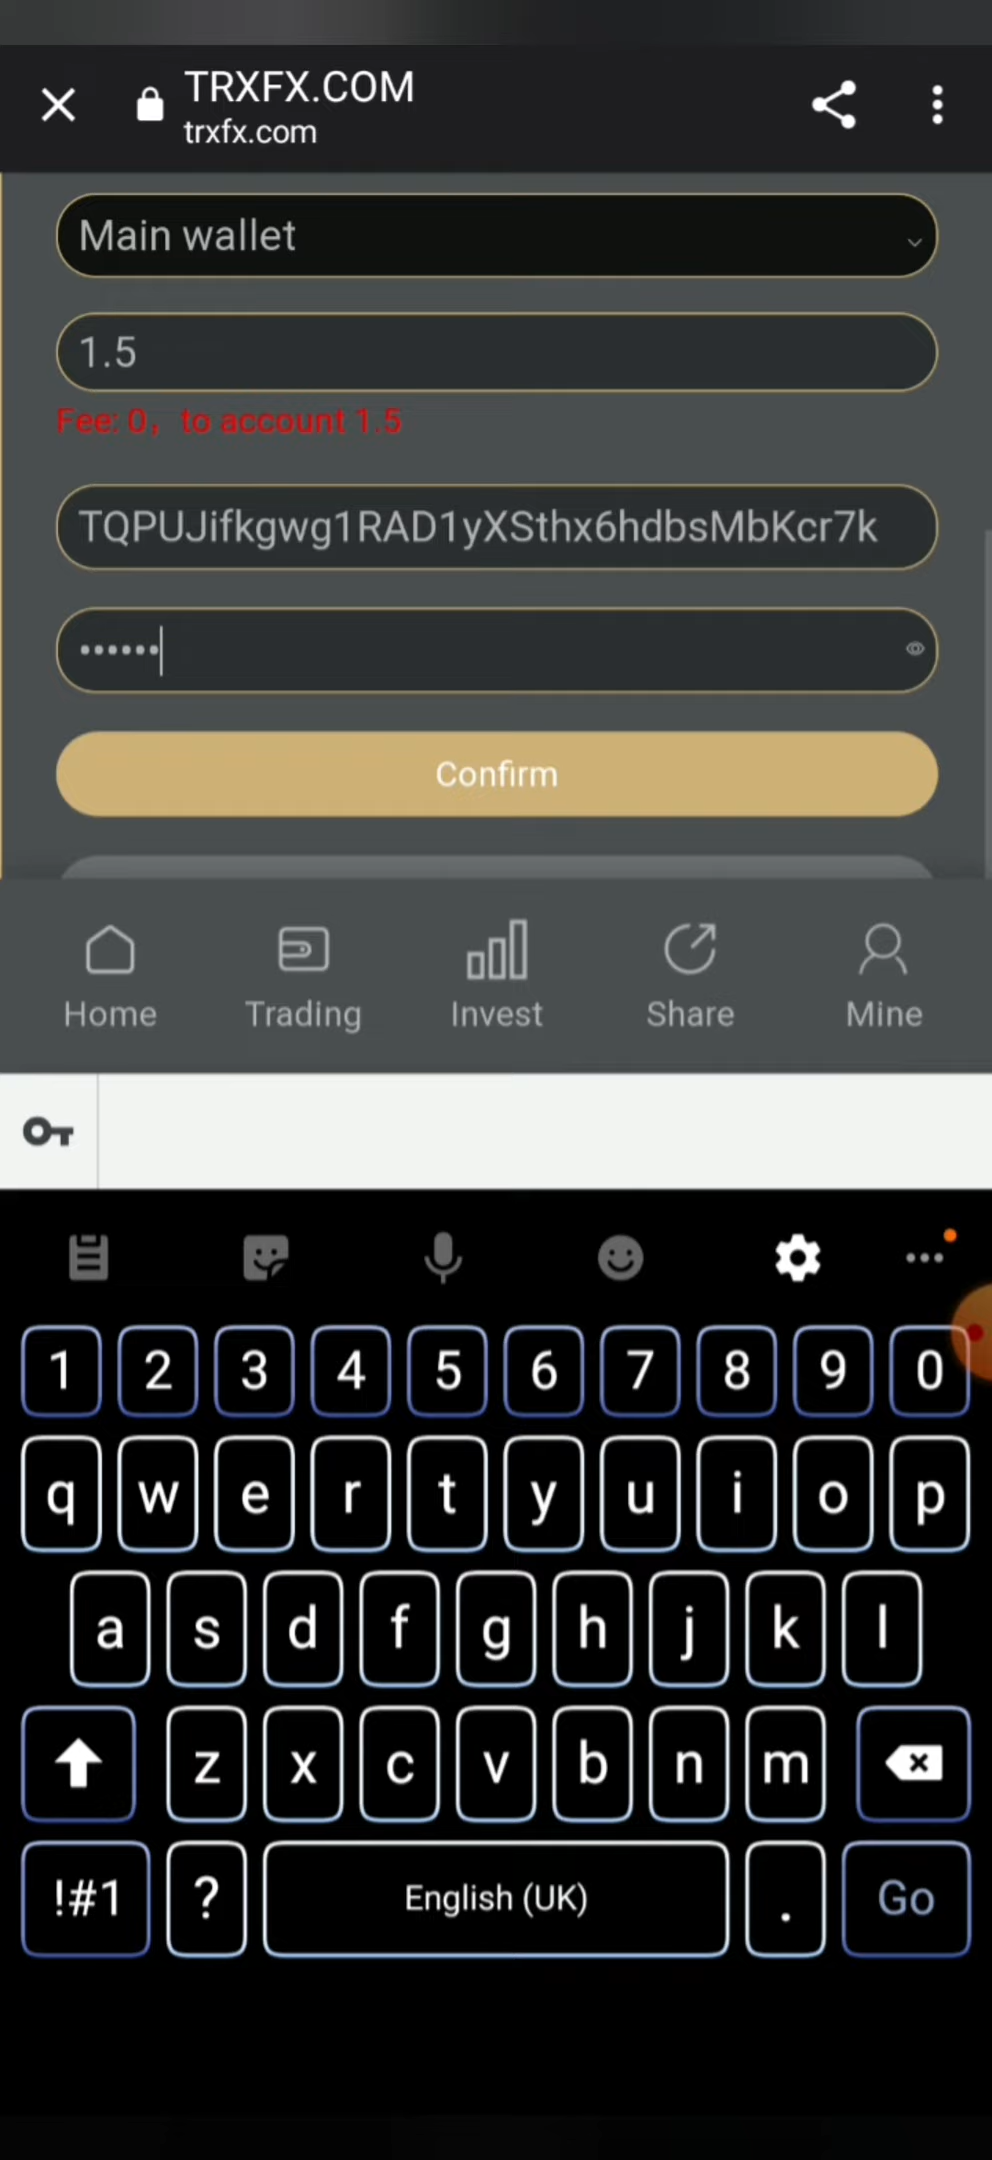 TRXFX.COM
trxfx.com
Main wallet
1.5
Fee: 0，to account 1.5
TQPUJifkgwg1RAD1yXSthx6hdbsMbKcr7k
••••••
Confirm
Home Trading Invest Share Mine
1 2 3 4 5 6 7 8 9 0
q w e r t y u i o p
a s d f g h j k l
z x c v b n m
!#1 ? English (UK) . Go